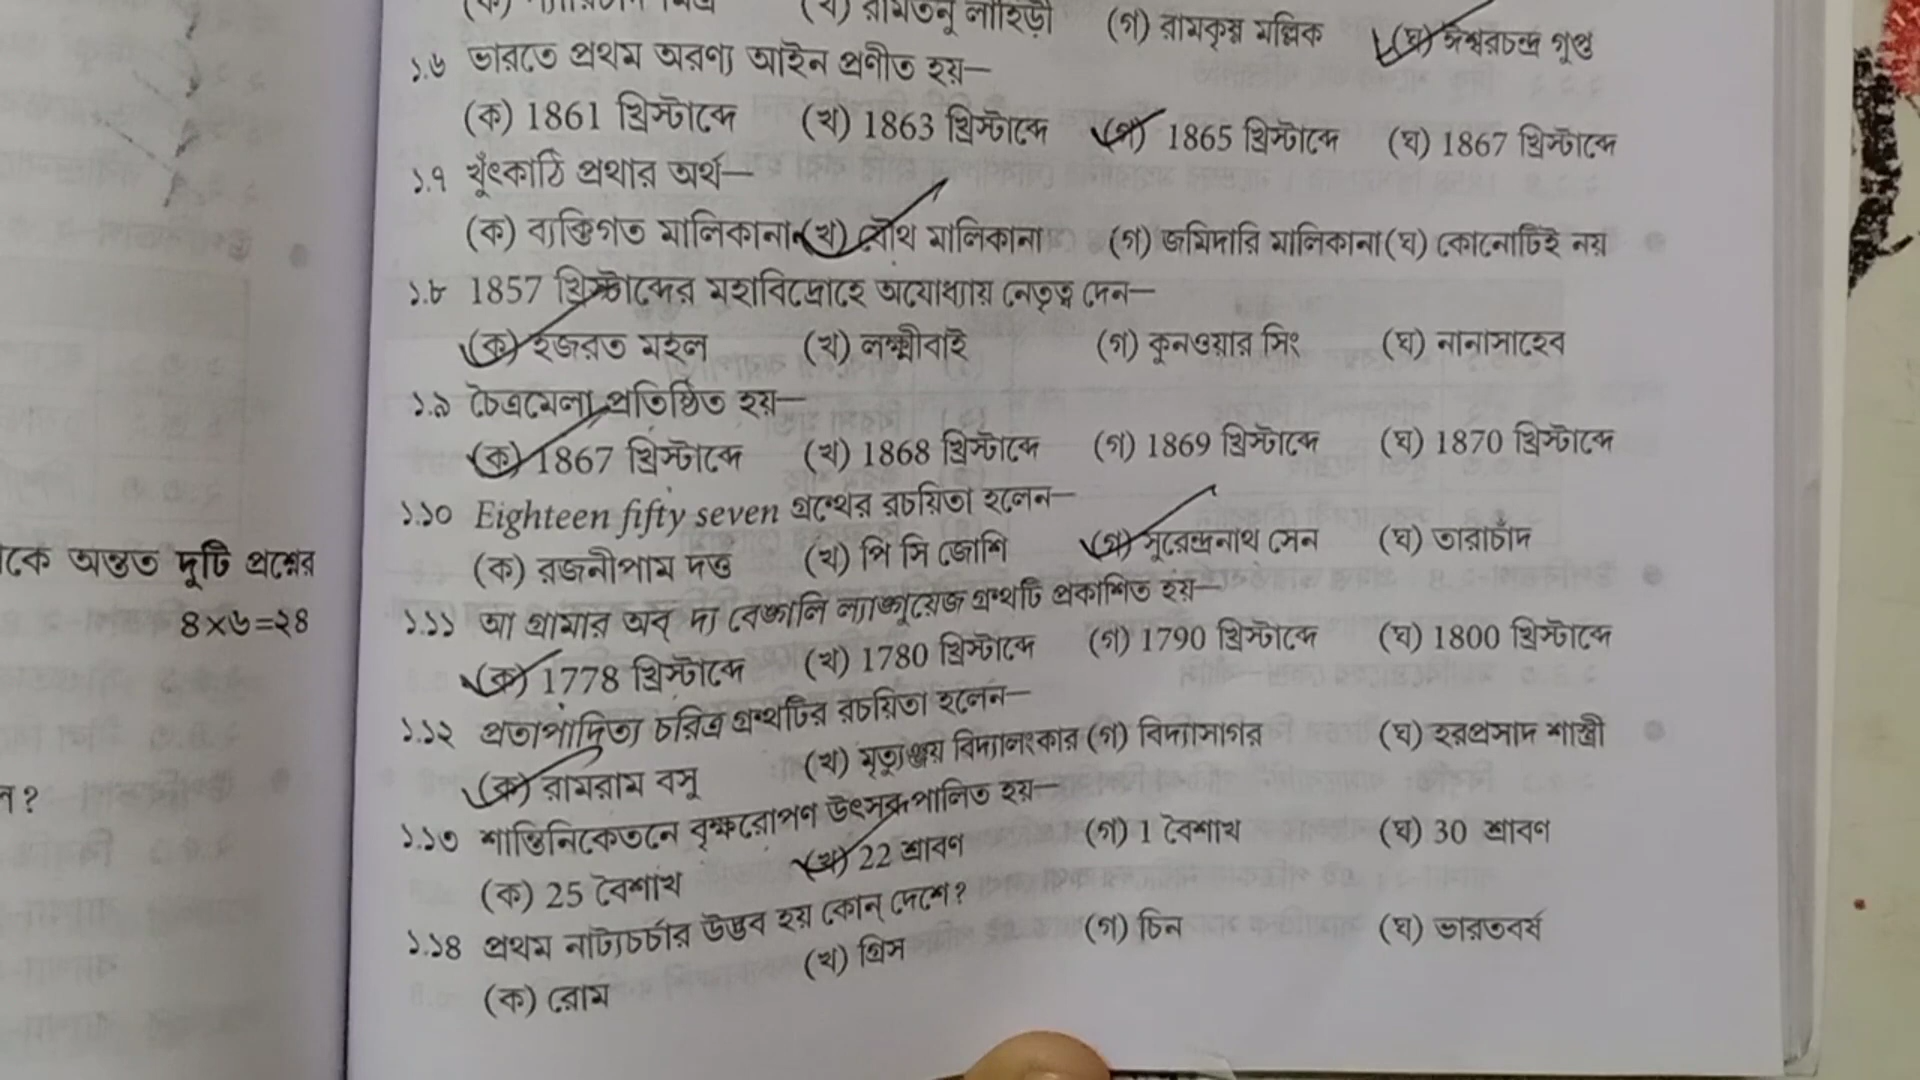 (খ) রামতনু লাহিড়ী (গ) রামকৃষ্ণ মল্লিক (ঘ) ঈশ্বরচন্দ্র গুপ্ত
১.৬ ভারতে প্রথম অরণ্য আইন প্রণীত হয়—
(ক) 1861 খ্রিস্টাব্দে (খ) 1863 খ্রিস্টাব্দে (গ) 1865 খ্রিস্টাব্দে (ঘ) 1867 খ্রিস্টাব্দে
১.৭ খুঁৎকাঠি প্রথার অর্থ—
(ক) ব্যক্তিগত মালিকানা (খ) যৌথ মালিকানা (গ) জমিদারি মালিকানা (ঘ) কোনোটিই নয়
১.৮ 1857 খ্রিস্টাব্দের মহাবিদ্রোহে অযোধ্যায় নেতৃত্ব দেন—
(ক) হজরত মহল (খ) লক্ষ্মীবাই (গ) কুনওয়ার সিং (ঘ) নানাসাহেব
১.৯ চৈত্রমেলা প্রতিষ্ঠিত হয়—
(ক) 1867 খ্রিস্টাব্দে (খ) 1868 খ্রিস্টাব্দে (গ) 1869 খ্রিস্টাব্দে (ঘ) 1870 খ্রিস্টাব্দে
১.১০ Eighteen fifty seven গ্রন্থের রচয়িতা হলেন—
(ক) রজনীপাম দত্ত (খ) পি সি জোশি (গ) সুরেন্দ্রনাথ সেন (ঘ) তারাচাঁদ
১.১১ আ গ্রামার অব্ দ্য বেঙ্গলি ল্যাঙ্গুয়েজ গ্রন্থটি প্রকাশিত হয়—
(ক) 1778 খ্রিস্টাব্দে (খ) 1780 খ্রিস্টাব্দে (গ) 1790 খ্রিস্টাব্দে (ঘ) 1800 খ্রিস্টাব্দে
১.১২ প্রতাপাদিত্য চরিত্র গ্রন্থটির রচয়িতা হলেন—
(ক) রামরাম বসু (খ) মৃত্যুঞ্জয় বিদ্যালংকার (গ) বিদ্যাসাগর (ঘ) হরপ্রসাদ শাস্ত্রী
১.১৩ শান্তিনিকেতনে বৃক্ষরোপণ উৎসব পালিত হয়—
(ক) 25 বৈশাখ (খ) 22 শ্রাবণ (গ) 1 বৈশাখ (ঘ) 30 শ্রাবণ
১.১৪ প্রথম নাট্যচর্চার উদ্ভব হয় কোন্ দেশে?
(ক) রোম (খ) গ্রিস (গ) চিন (ঘ) ভারতবর্ষ
কে অন্তত দুটি প্রশ্নের
৪×৬=২৪